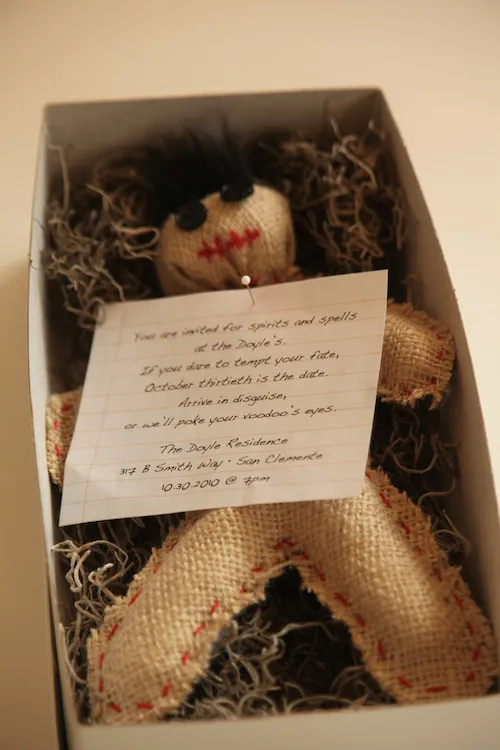 You are invited for spirits and spells
at the Doyle's.
If you dare to tempt your fate,
October thirtieth is the date.
Arrive in disguise,
or we'll poke your voodoo's eyes.
The Doyle Residence
317 B Smith Way • San Clemente
10.30.2010 @ 7pm